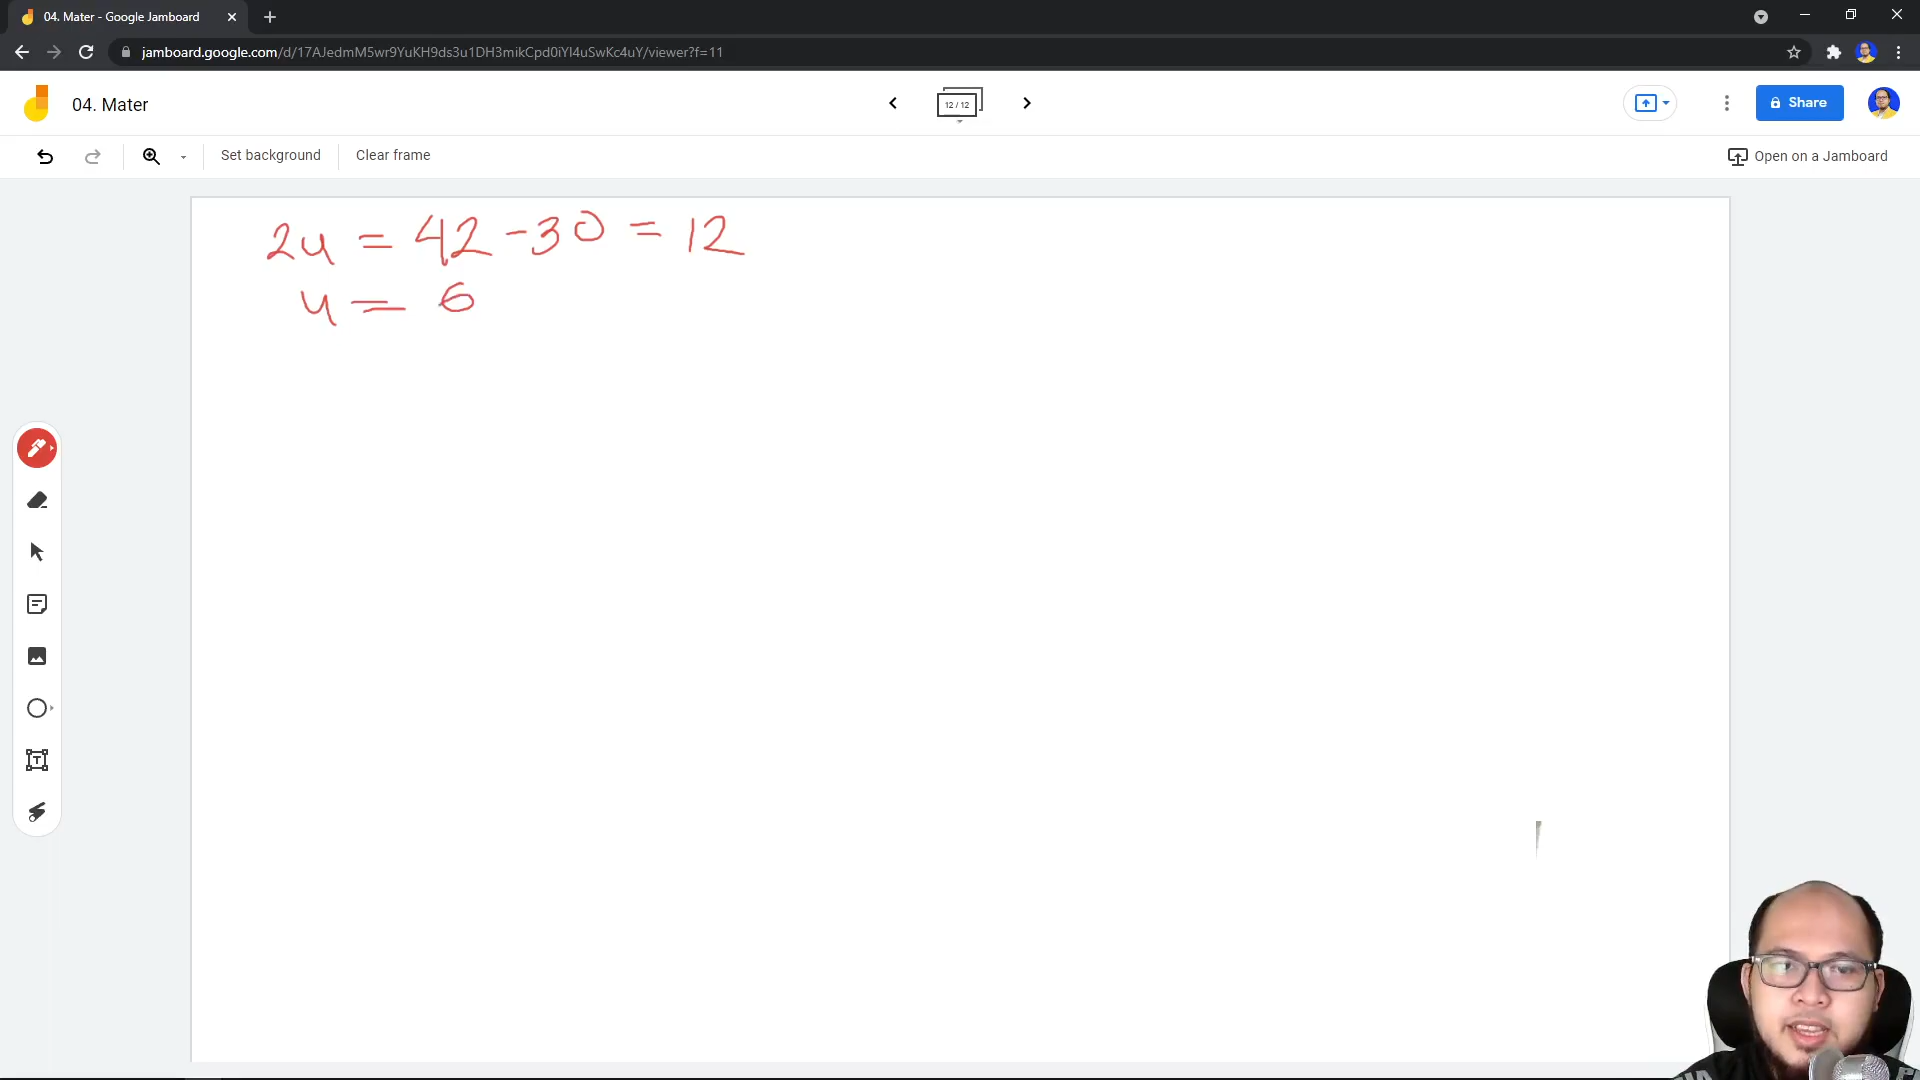 04. Mater - Google Jamboard
jamboard.google.com/d/17AJedmM5wr9YuKH9ds3u1DH3mikCpd0iYI4uSwKc4uY/viewer?f=11
04. Mater
12 / 12
Share
Set background
Clear frame
Open on a Jamboard
2u = 42 - 30 = 12
u = 6